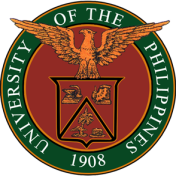 UNIVERSITY OF THE PHILIPPINES
1908